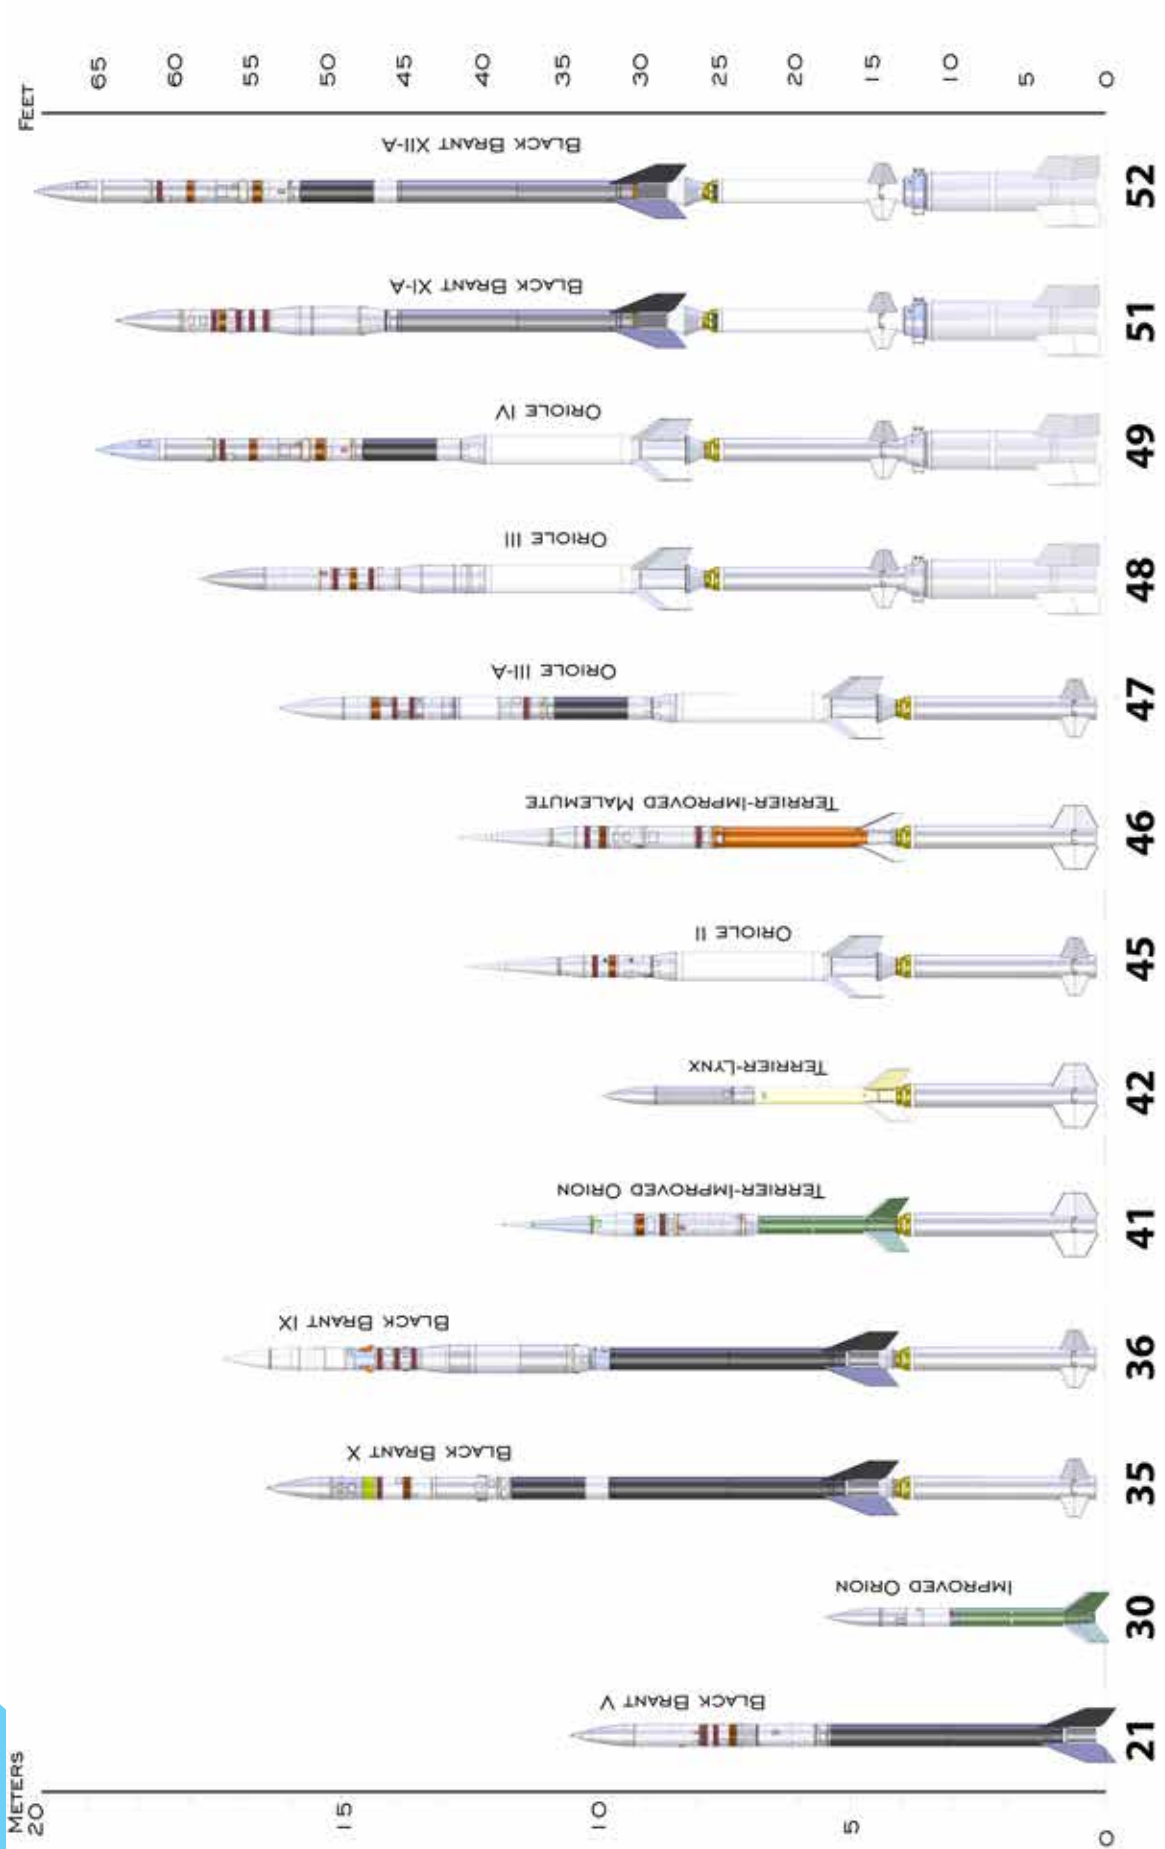 METERS
20
15
10
5
0
BLACK BRANT V
21
IMPROVED ORION
30
BLACK BRANT X
35
BLACK BRANT IX
36
TERRIER-IMPROVED ORION
41
TERRIER-LYNX
42
ORIOLE II
45
TERRIER-IMPROVED MALEMUTE
46
ORIOLE III-A
47
ORIOLE III
48
ORIOLE IV
49
BLACK BRANT XI-A
51
BLACK BRANT XII-A
52
FEET
65
60
55
50
45
40
35
30
25
20
15
10
5
0